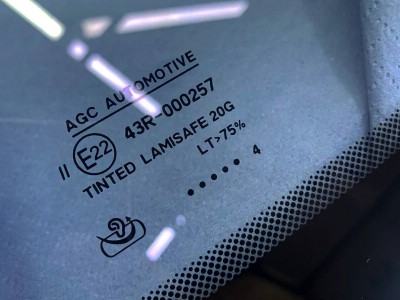 AGC AUTOMOTIVE
II E22 43R-000257
TINTED LAMISAFE 20G
LT>75%
••••• 4